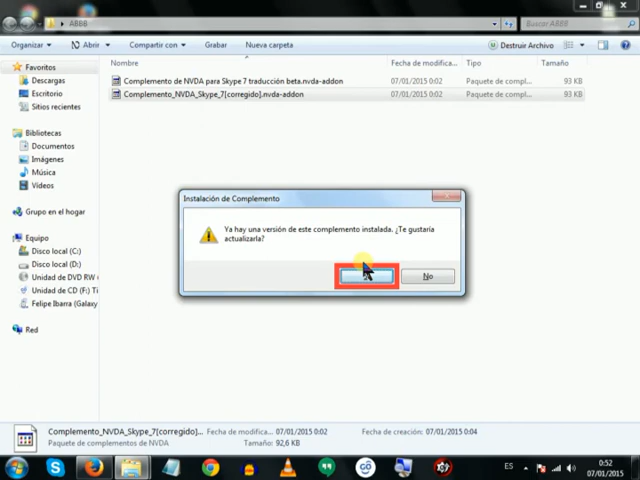 ABBB
Buscar ABBB
Organizar
Abrir
Compartir con
Grabar
Nueva carpeta
Destruir Archivo
Nombre
Fecha de modific...
Tipo
Tamaño
Complemento de NVDA para Skype 7 traducción beta.nvda-addon
07/01/2015 0:02
Paquete de compl...
93 KB
Complemento_NVDA_Skype_7[corregido].nvda-addon
07/01/2015 0:02
Paquete de compl...
93 KB
Favoritos
Descargas
Escritorio
Sitios recientes
Bibliotecas
Documentos
Imágenes
Música
Vídeos
Grupo en el hogar
Equipo
Disco local (C:)
Disco local (D:)
Unidad de DVD RW
Unidad de CD (F:) Ti
Felipe Ibarra (Galaxy
Red
Instalación de Complemento
Ya hay una versión de este complemento instalada. ¿Te gustaría
actualizarla?
No
Complemento_NVDA_Skype_7[corregido]....
Fecha de modifica... 07/01/2015 0:02
Fecha de creación: 07/01/2015 0:04
Paquete de complementos de NVDA
Tamaño: 92,6 KB
ES
0:52
07/01/2015